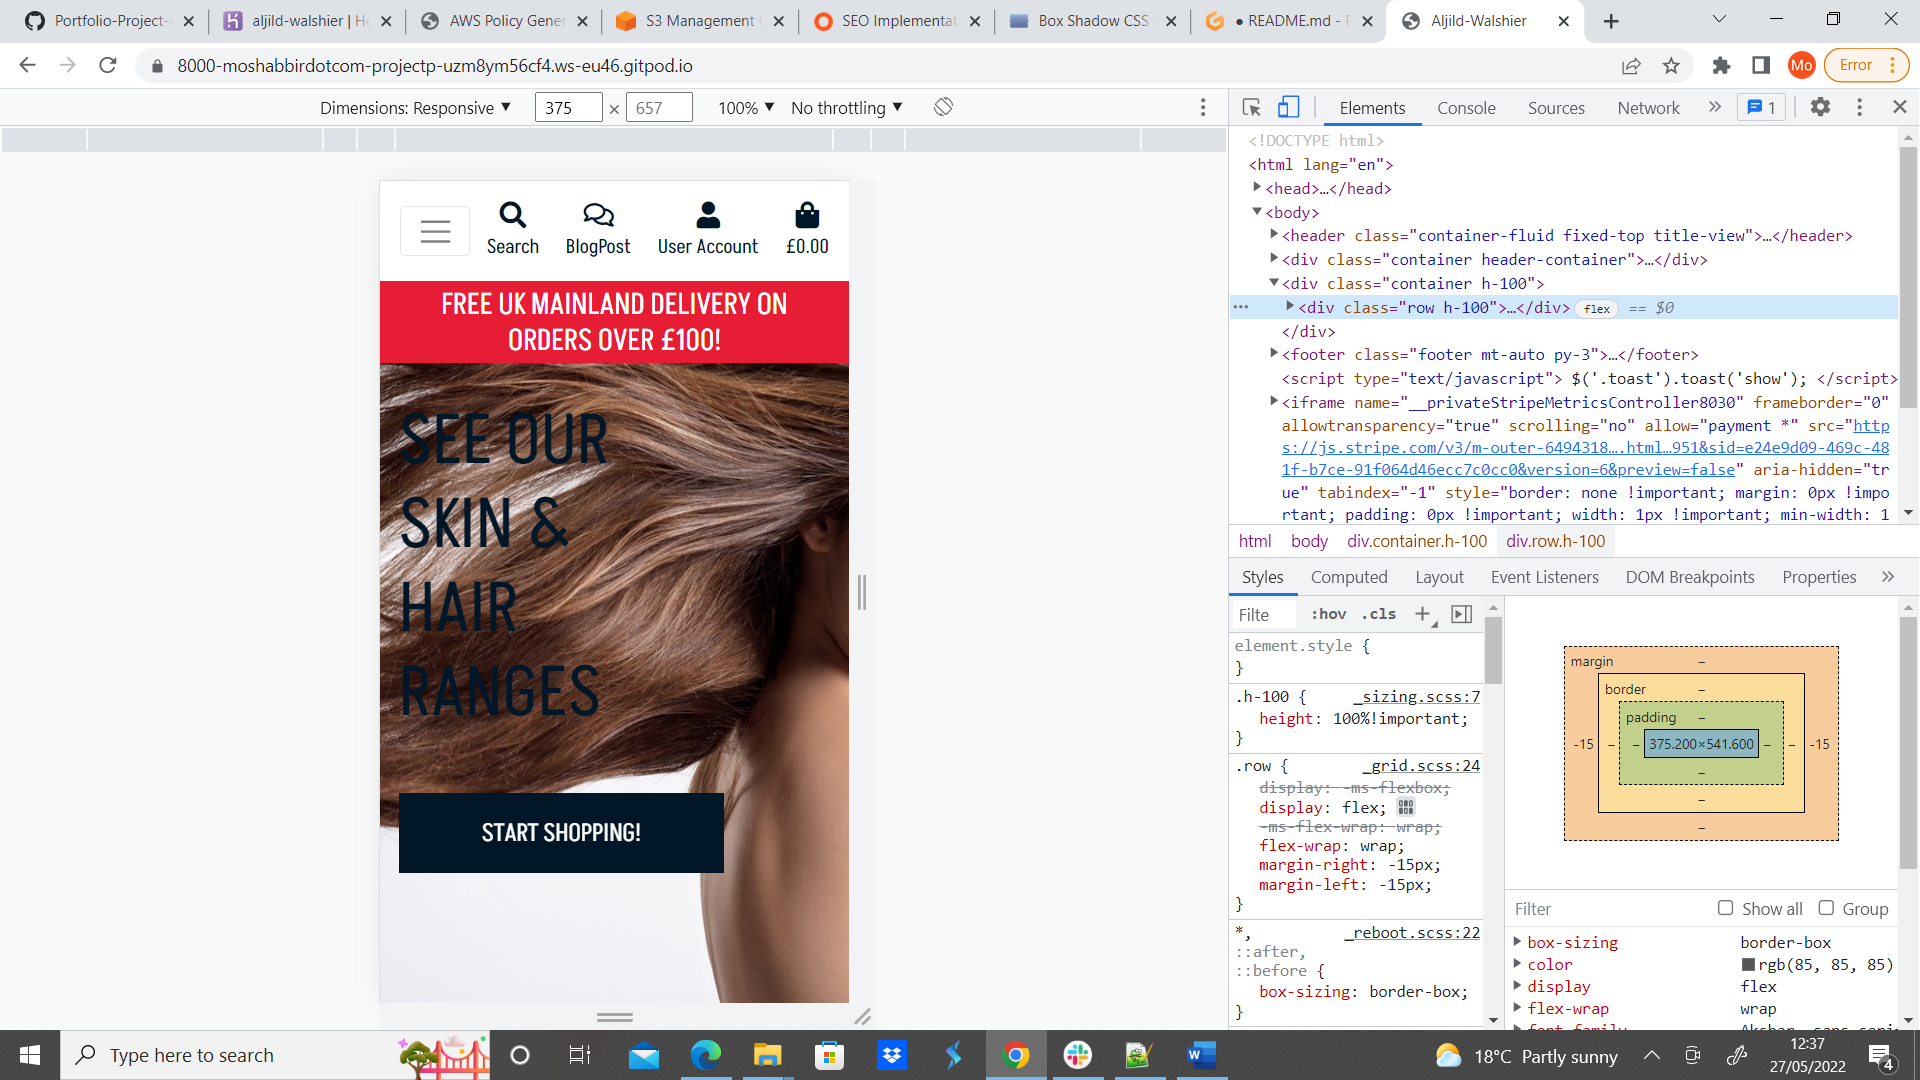 Portfolio-Project-
aljild-walshier | He
AWS Policy Gener
S3 Management C
SEO Implementat
Box Shadow CSS
● README.md - P
Aljild-Walshier
8000-moshabbirdotcom-projectp-uzm8ym56cf4.ws-eu46.gitpod.io
Mo
Error
Dimensions: Responsive ▼
375
×
657
100% ▼
No throttling ▼
Elements
Console
Sources
Network
»
1
Search
BlogPost
User Account
£0.00
FREE UK MAINLAND DELIVERY ON
ORDERS OVER £100!
SEE OUR
SKIN &
HAIR
RANGES
START SHOPPING!
<!DOCTYPE html>
<html lang="en">
<head>…</head>
<body>
<header class="container-fluid fixed-top title-view">…</header>
<div class="container header-container">…</div>
<div class="container h-100">
<div class="row h-100">…</div> flex == $0
</div>
<footer class="footer mt-auto py-3">…</footer>
<script type="text/javascript"> $('.toast').toast('show'); </script>
<iframe name="__privateStripeMetricsController8030" frameborder="0"
allowtransparency="true" scrolling="no" allow="payment *" src="http
s://js.stripe.com/v3/m-outer-6494318….html…951&sid=e24e9d09-469c-48
1f-b7ce-91f064d46ecc7c0cc0&version=6&preview=false" aria-hidden="tr
ue" tabindex="-1" style="border: none !important; margin: 0px !impo
rtant; padding: 0px !important; width: 1px !important; min-width: 1
html body div.container.h-100 div.row.h-100
Styles
Computed
Layout
Event Listeners
DOM Breakpoints
Properties
»
Filte
:hov .cls +
element.style {
}
.h-100 { _sizing.scss:7
height: 100%!important;
}
.row { _grid.scss:24
display: -ms-flexbox;
display: flex;
-ms-flex-wrap: wrap;
flex-wrap: wrap;
margin-right: -15px;
margin-left: -15px;
}
*, _reboot.scss:22
::after,
::before {
box-sizing: border-box;
}
margin –
border –
padding –
-15 – – 375.200×541.600 – – -15
–
–
–
Filter
Show all
Group
box-sizing border-box
color rgb(85, 85, 85)
display flex
flex-wrap wrap
Type here to search
18°C Partly sunny
12:37
27/05/2022
4